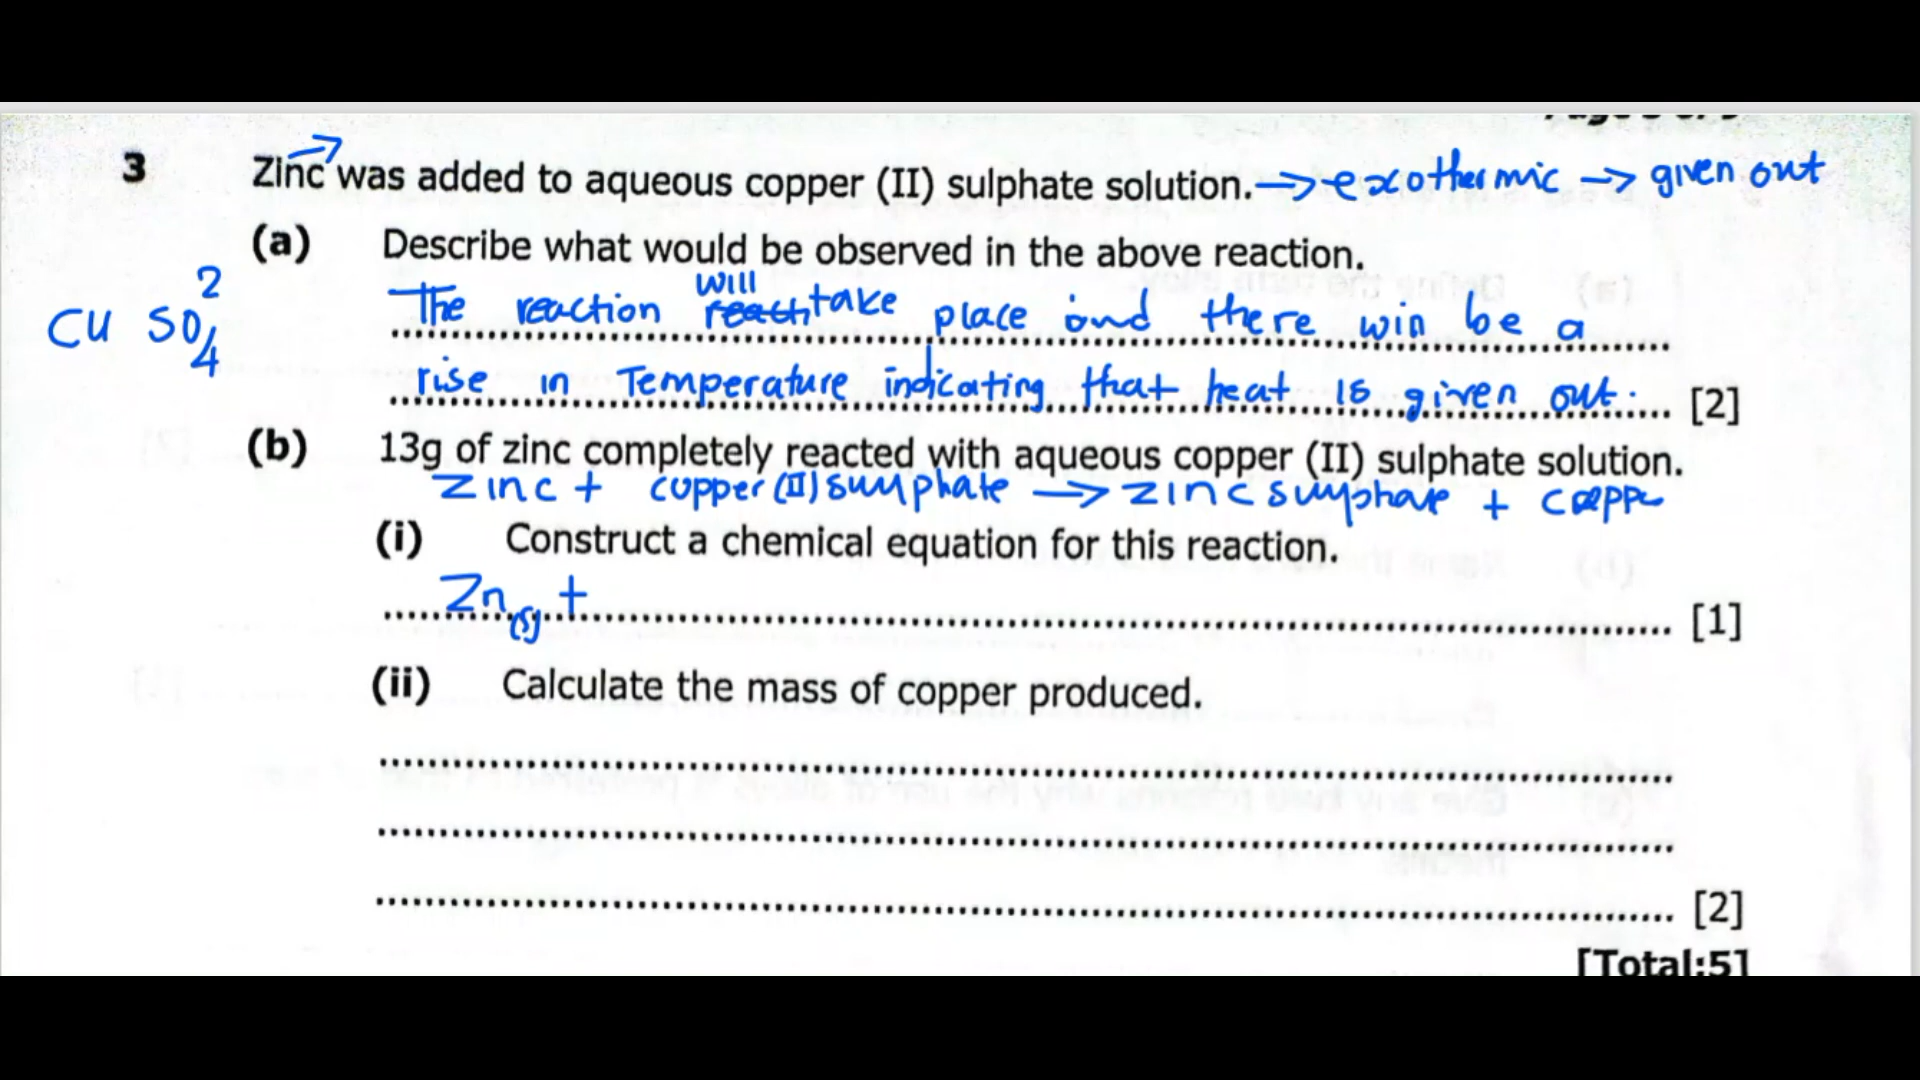 3 Zinc was added to aqueous copper (II) sulphate solution. → exothermic → given out
(a) Describe what would be observed in the above reaction.
Cu SO 2 4
The reaction will take place and there will be a
rise in Temperature indicating that heat is given out. [2]
(b) 13g of zinc completely reacted with aqueous copper (II) sulphate solution.
zinc + copper (II) sulphate → zinc sulphate + copper
(i) Construct a chemical equation for this reaction.
Zn (s) + [1]
(ii) Calculate the mass of copper produced.
[2]
[Total:5]